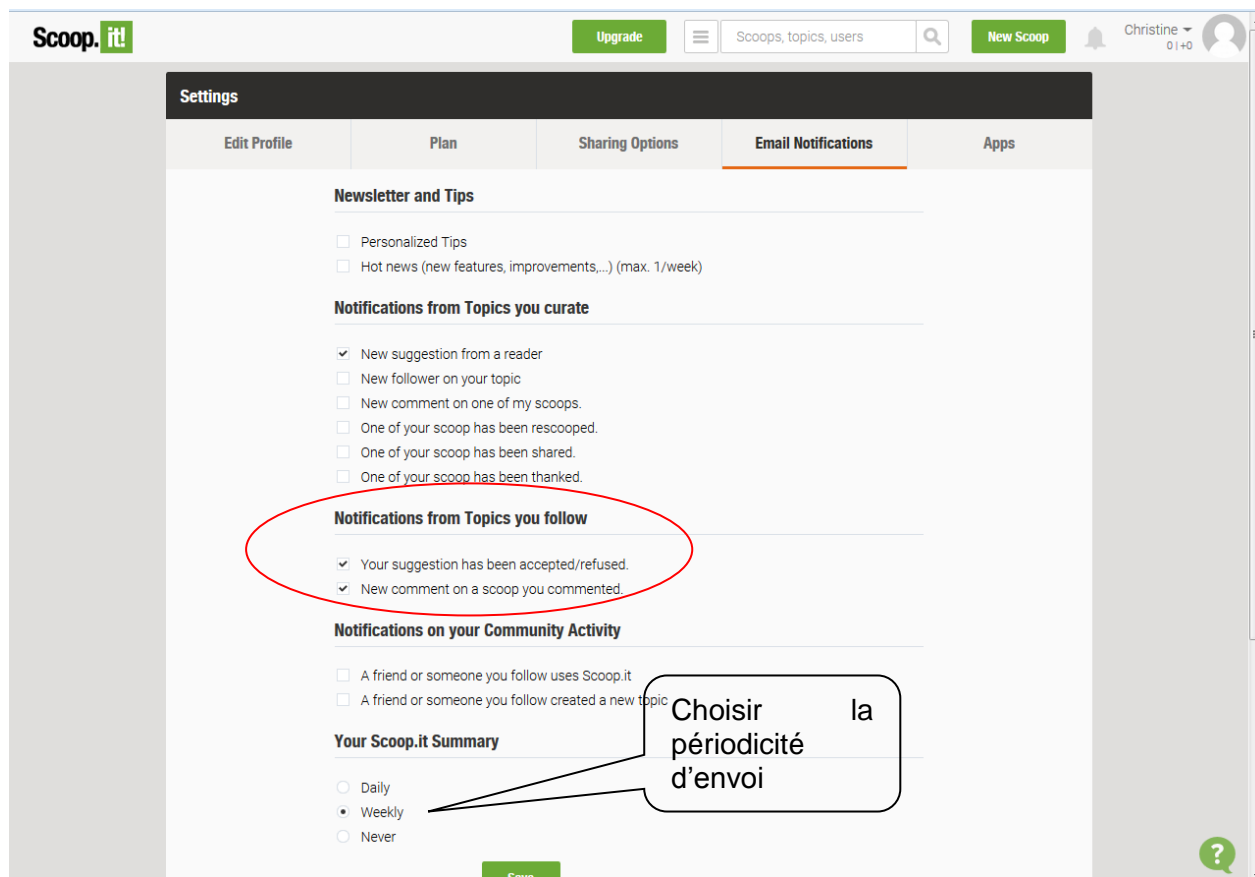 Scoop.it!
Upgrade
Scoops, topics, users
New Scoop
Christine
0 | +0
Settings
Edit Profile Plan Sharing Options Email Notifications Apps
Newsletter and Tips
Personalized Tips
Hot news (new features, improvements,...) (max. 1/week)
Notifications from Topics you curate
New suggestion from a reader
New follower on your topic
New comment on one of my scoops.
One of your scoop has been rescooped.
One of your scoop has been shared.
One of your scoop has been thanked.
Notifications from Topics you follow
Your suggestion has been accepted/refused.
New comment on a scoop you commented.
Notifications on your Community Activity
A friend or someone you follow uses Scoop.it
A friend or someone you follow created a new topic
Your Scoop.it Summary
Daily
Weekly
Never
Choisir la
périodicité
d'envoi
Save
?